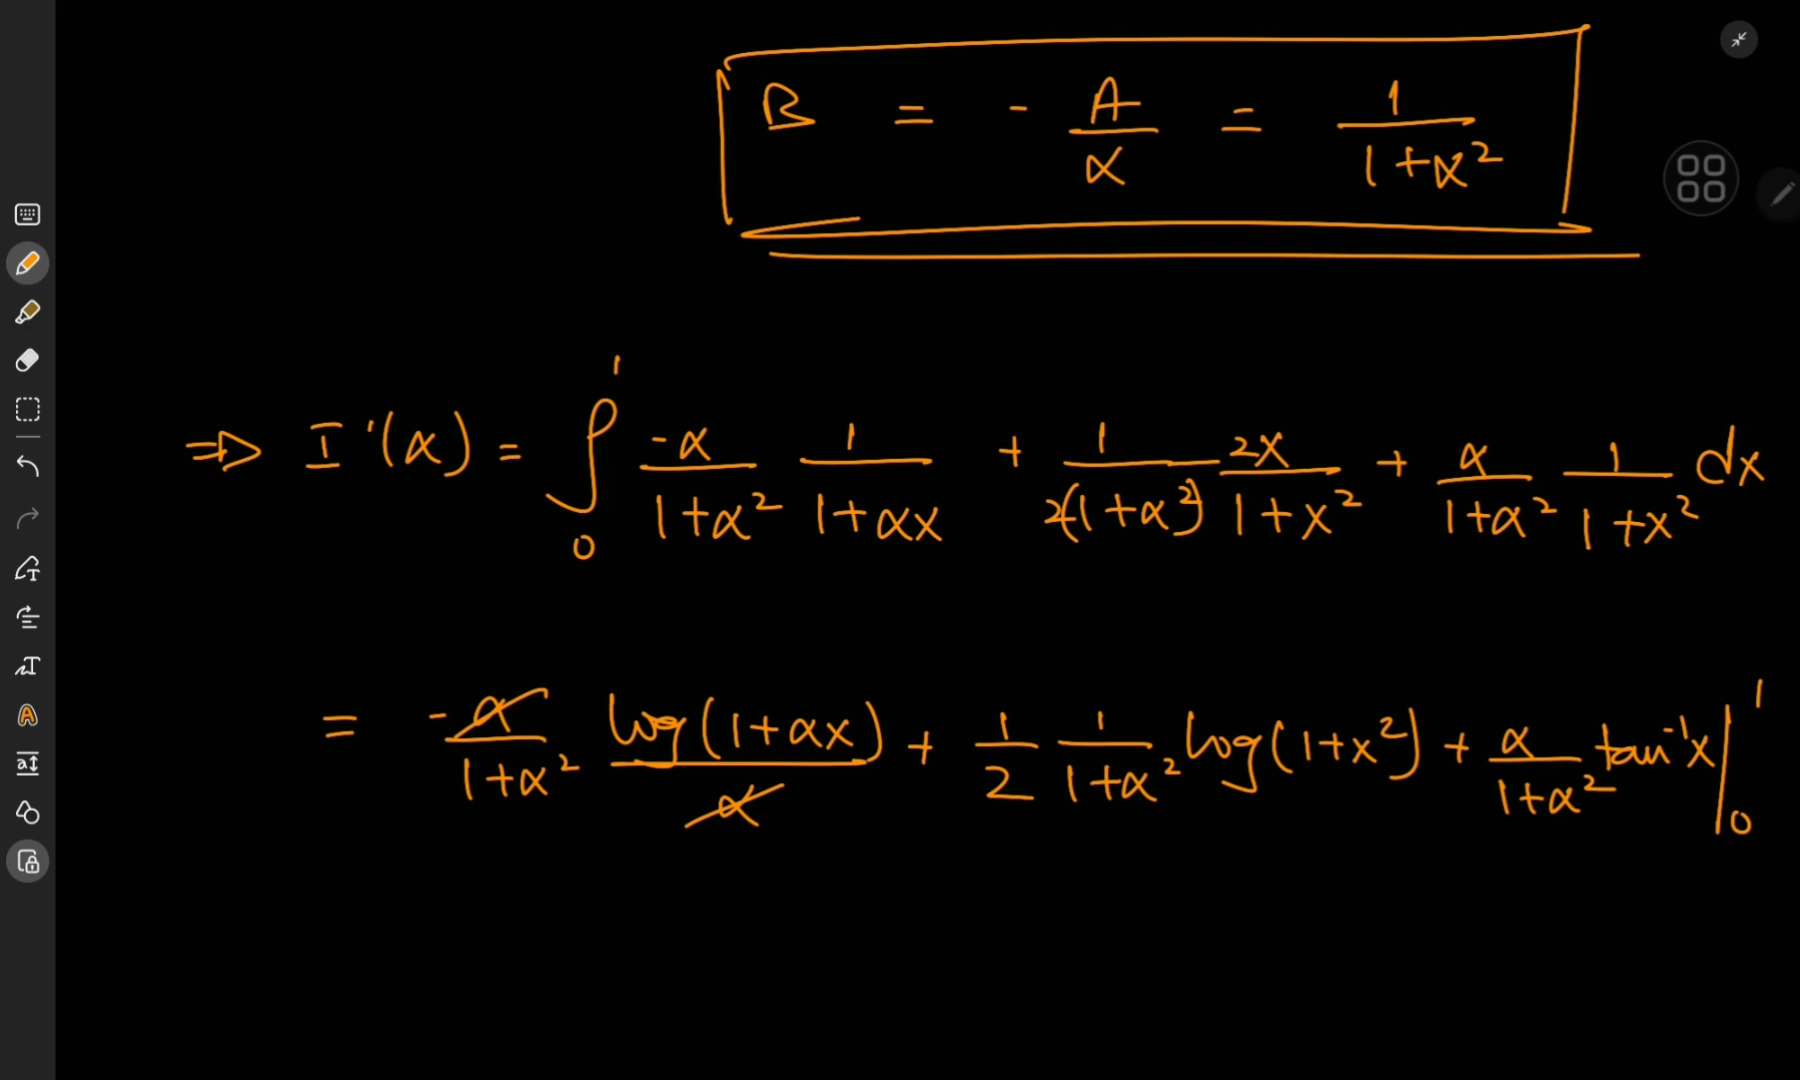 B = - A/α = 1/(1+α²)
⇒ I'(α) = ∫₀¹ -α/(1+α²) 1/(1+αx) + 1/(2(1+α²)) 2x/(1+x²) + α/(1+α²) 1/(1+x²) dx
= -α/(1+α²) log(1+αx)/α + 1/2 1/(1+α²) log(1+x²) + α/(1+α²) tan⁻¹x |₀¹